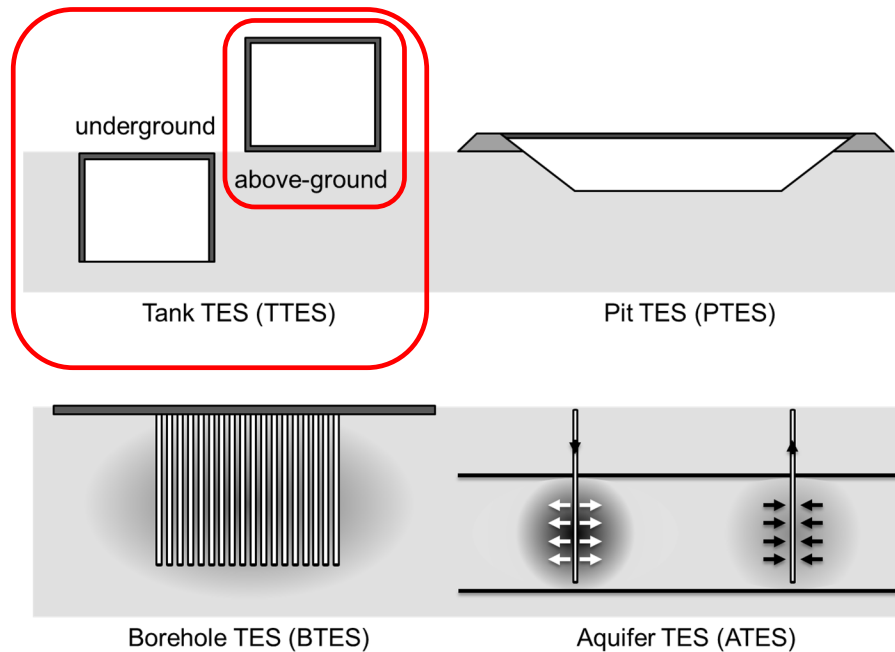 underground
above-ground
Tank TES (TTES)
Pit TES (PTES)
Borehole TES (BTES)
Aquifer TES (ATES)